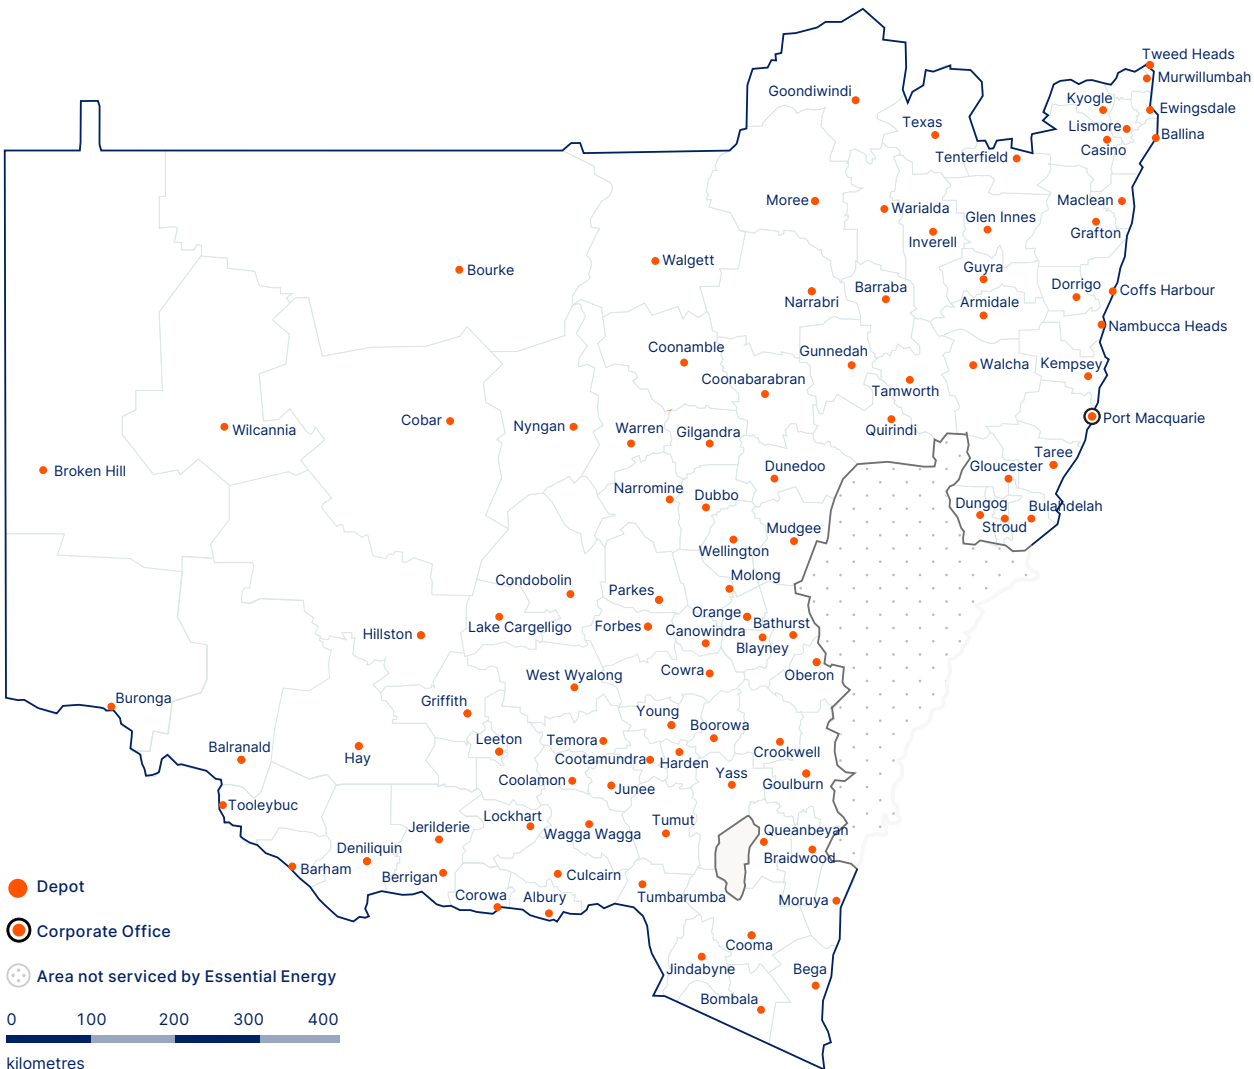 Tweed Heads
Murwillumbah
Goondiwindi
Kyogle
Ewingsdale
Texas
Lismore
Ballina
Casino
Tenterfield
Moree
Warialda
Maclean
Glen Innes
Grafton
Inverell
Walgett
Bourke
Guyra
Dorrigo
Barraba
Coffs Harbour
Narrabri
Armidale
Nambucca Heads
Coonamble
Gunnedah
Walcha
Kempsey
Coonabarabran
Tamworth
Port Macquarie
Cobar
Nyngan
Warren
Gilgandra
Quirindi
Wilcannia
Taree
Broken Hill
Dunedoo
Gloucester
Narromine
Dubbo
Dungog
Bulahdelah
Stroud
Mudgee
Wellington
Molong
Condobolin
Parkes
Orange
Bathurst
Lake Cargelligo
Forbes
Canowindra
Hillston
Blayney
Cowra
Oberon
West Wyalong
Buronga
Griffith
Young
Boorowa
Leeton
Temora
Balranald
Hay
Cootamundra
Harden
Crookwell
Yass
Coolamon
Junee
Goulburn
Tooleybuc
Lockhart
Tumut
Jerilderie
Wagga Wagga
Queanbeyan
Deniliquin
Braidwood
Barham
Berrigan
Culcairn
Depot
Corowa
Albury
Tumbarumba
Moruya
Corporate Office
Cooma
Jindabyne
Bega
Area not serviced by Essential Energy
Bombala
0 100 200 300 400
kilometres